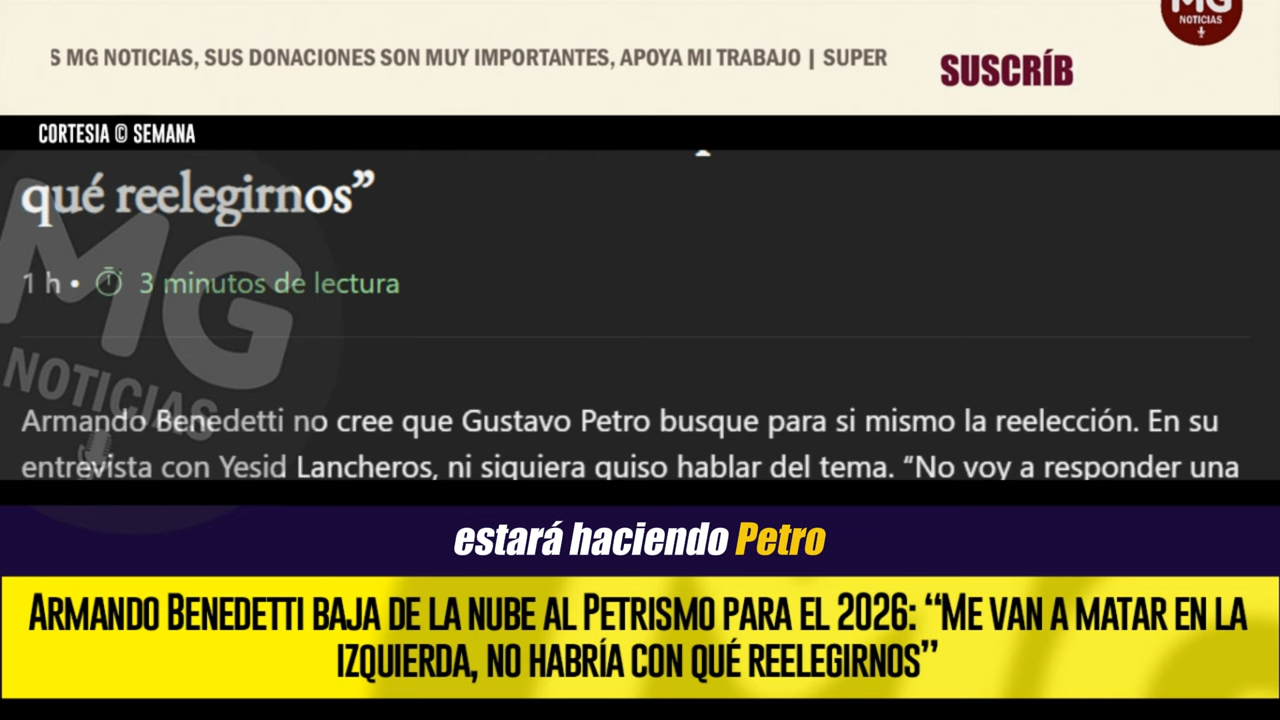 MG
NOTICIAS
S MG NOTICIAS, SUS DONACIONES SON MUY IMPORTANTES, APOYA MI TRABAJO | SUPER
SUSCRÍB
CORTESIA © SEMANA
qué reelegirnos”
1 h • 3 minutos de lectura
MG
NOTICIAS
Armando Benedetti no cree que Gustavo Petro busque para si mismo la reelección. En su
entrevista con Yesid Lancheros, ni siquiera quiso hablar del tema. “No voy a responder una
estará haciendo Petro
ARMANDO BENEDETTI BAJA DE LA NUBE AL PETRISMO PARA EL 2026: “ME VAN A MATAR EN LA
IZQUIERDA, NO HABRÍA CON QUÉ REELEGIRNOS”